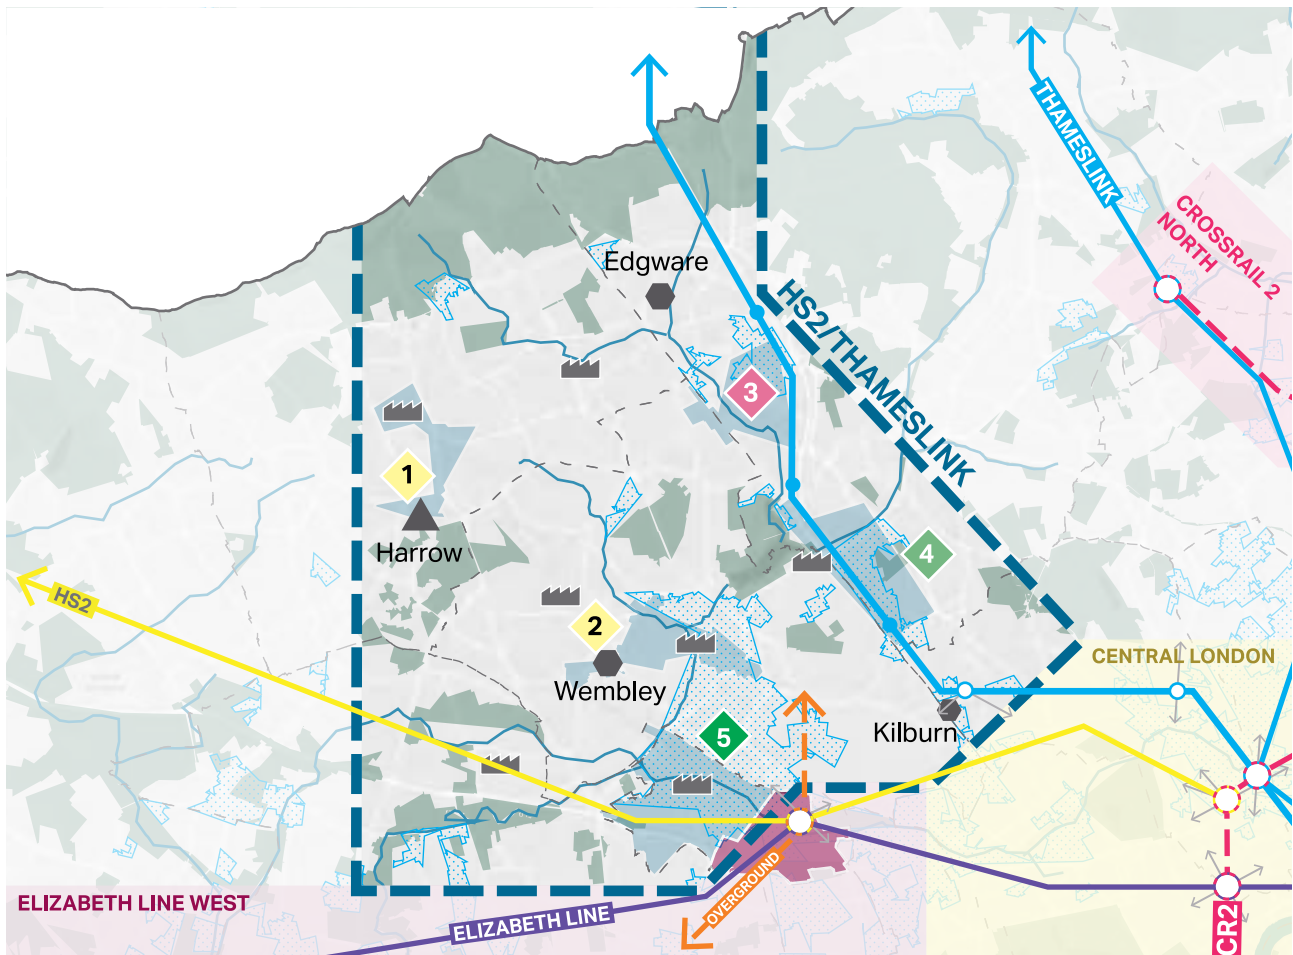 THAMESLINK
CROSSRAIL 2
NORTH
Edgware
HS2/THAMESLINK
3
1
Harrow
4
HS2
2
Wembley
CENTRAL LONDON
Kilburn
5
ELIZABETH LINE WEST
ELIZABETH LINE
OVERGROUND
CR2